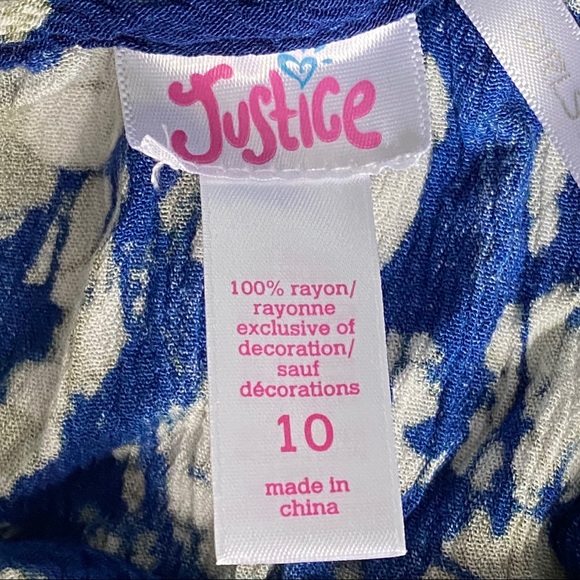 Justice
100% rayon/
rayonne
exclusive of
decoration/
sauf
décorations
10
made in
china